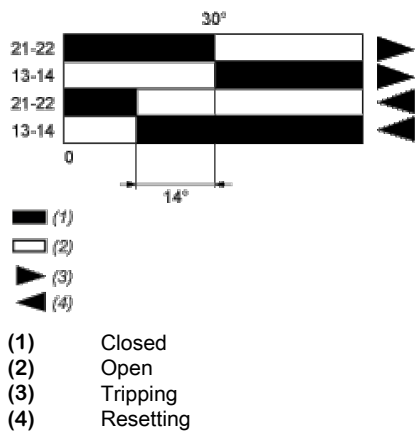 30°
21-22
13-14
21-22
13-14
0
14°
(1)
(2)
(3)
(4)
(1) Closed
(2) Open
(3) Tripping
(4) Resetting